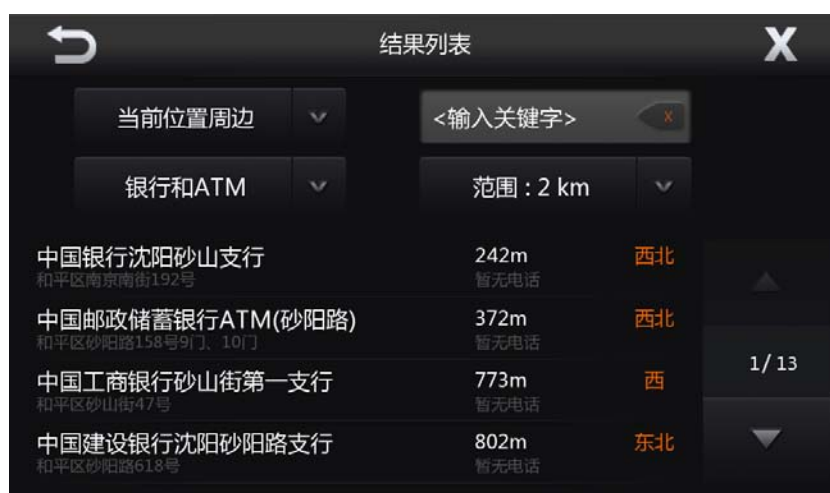 结果列表 X
当前位置周边 <输入关键字> X
银行和ATM 范围 : 2 km
中国银行沈阳砂山支行 242m 西北
和平区南京南街192号 暂无电话
中国邮政储蓄银行ATM(砂阳路) 372m 西北
和平区砂阳路158号9门、10门 暂无电话
中国工商银行砂山街第一支行 773m 西
和平区砂山街47号 暂无电话
1/ 13
中国建设银行沈阳砂阳路支行 802m 东北
和平区砂阳路618号 暂无电话